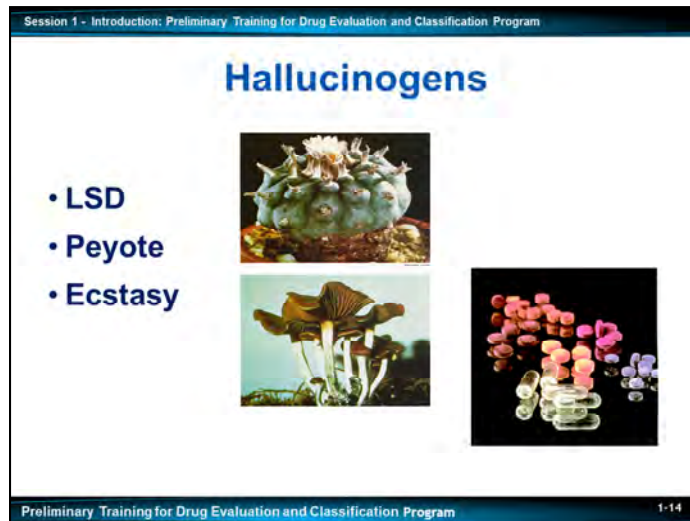 Session 1 - Introduction: Preliminary Training for Drug Evaluation and Classification Program
Hallucinogens
• LSD
• Peyote
• Ecstasy
Preliminary Training for Drug Evaluation and Classification Program
1-14